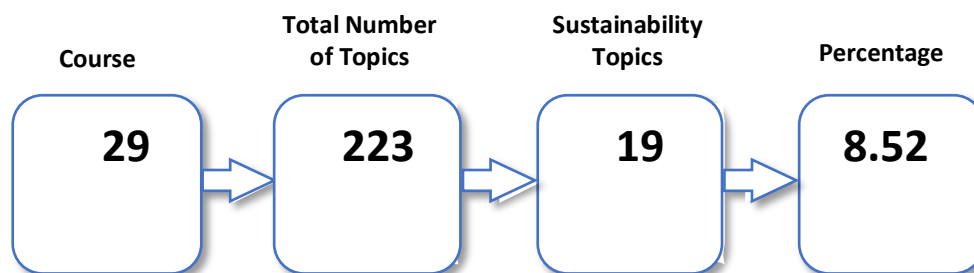 Course
Total Number
of Topics
Sustainability
Topics
Percentage
29
223
19
8.52